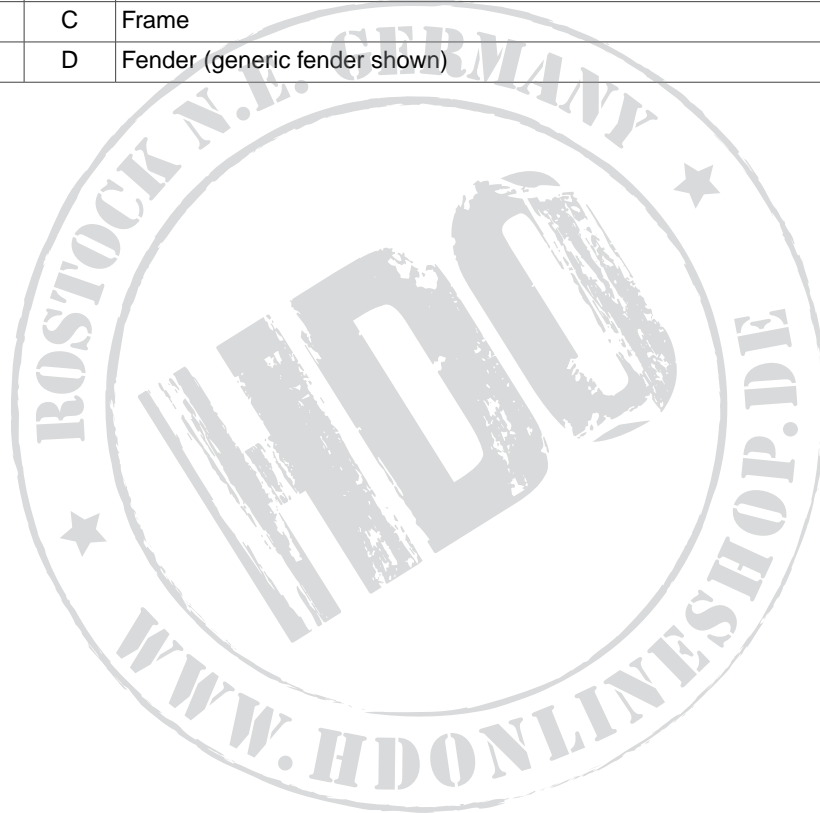 C Frame
D Fender (generic fender shown)
ROSTOCK N.E. GERMANY
HDO
WWW.HDONLINESHOP.DE